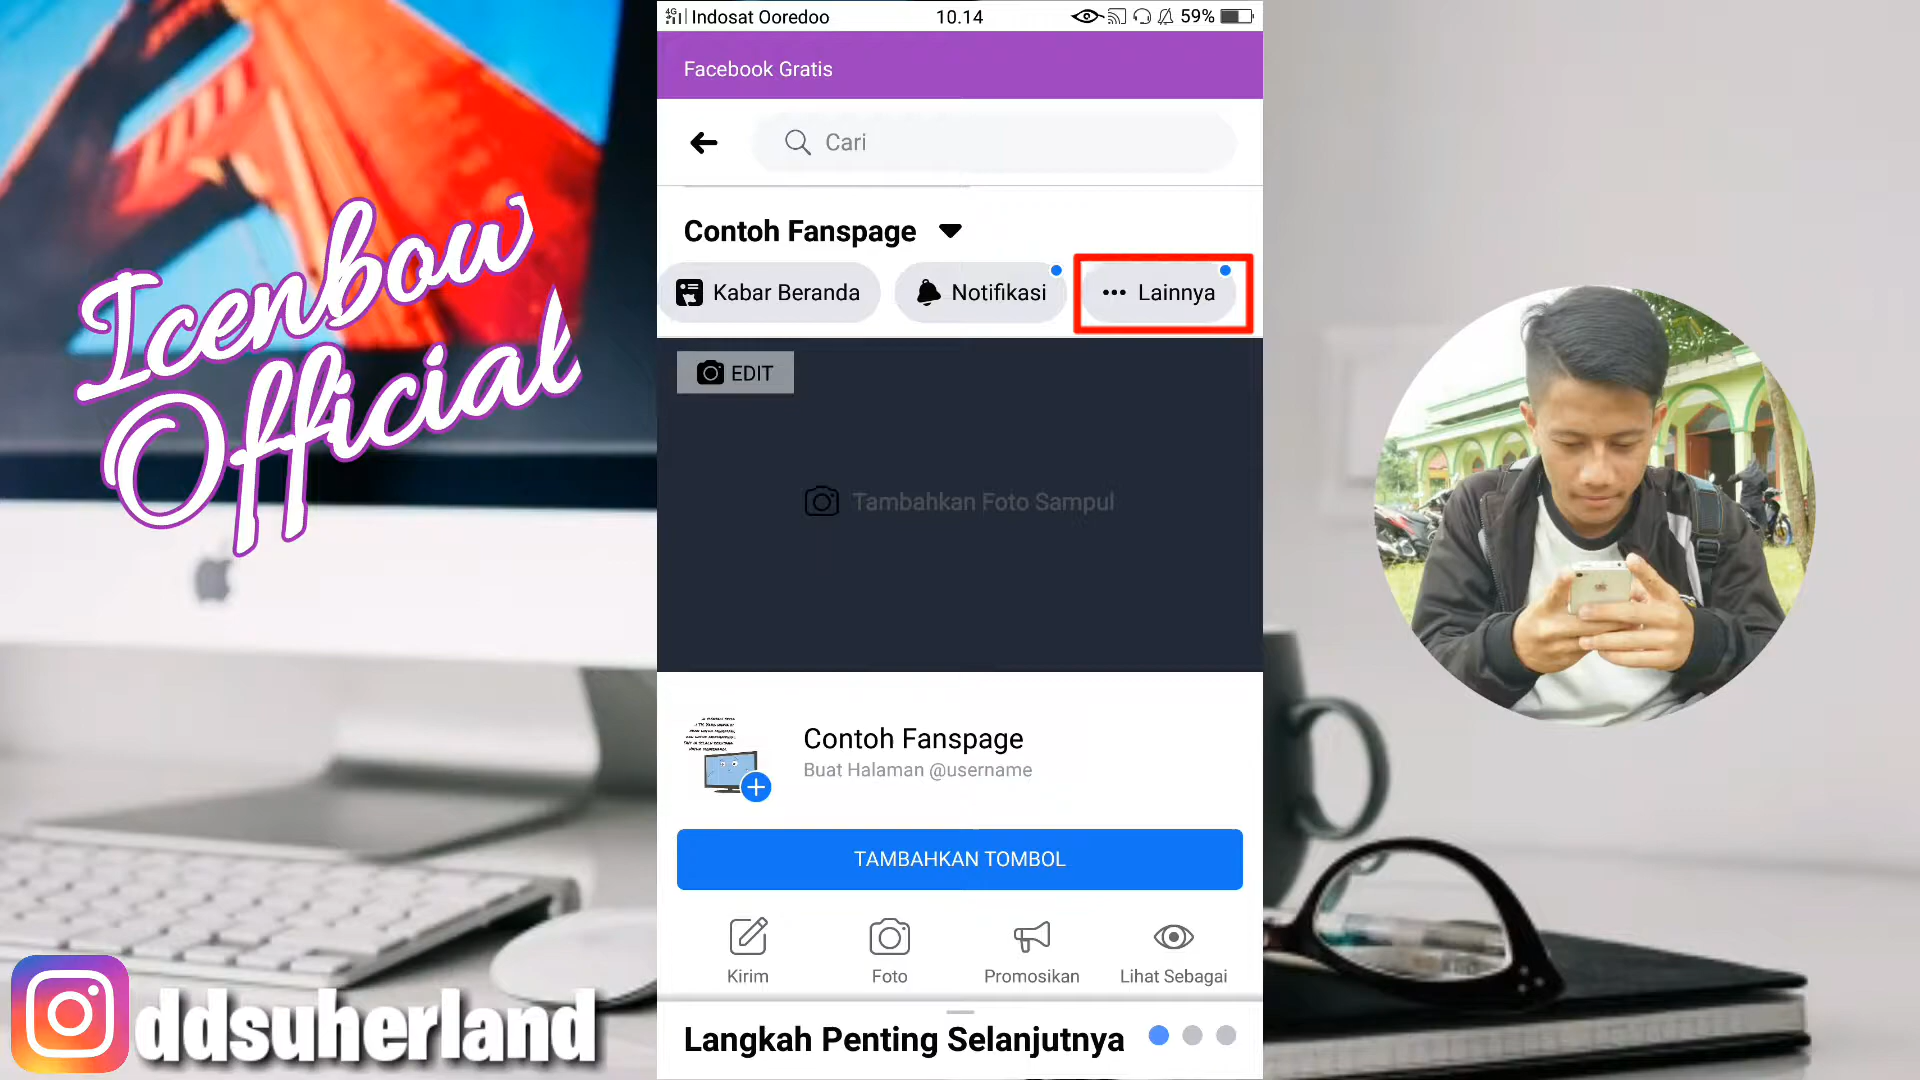 Indosat Ooredoo
10.14
59%
Facebook Gratis
Cari
Contoh Fanspage
Kabar Beranda
Notifikasi
Lainnya
EDIT
Tambahkan Foto Sampul
Contoh Fanspage
Buat Halaman @username
TAMBAHKAN TOMBOL
Kirim
Foto
Promosikan
Lihat Sebagai
Langkah Penting Selanjutnya
Icenbow
Official
ddsuherland